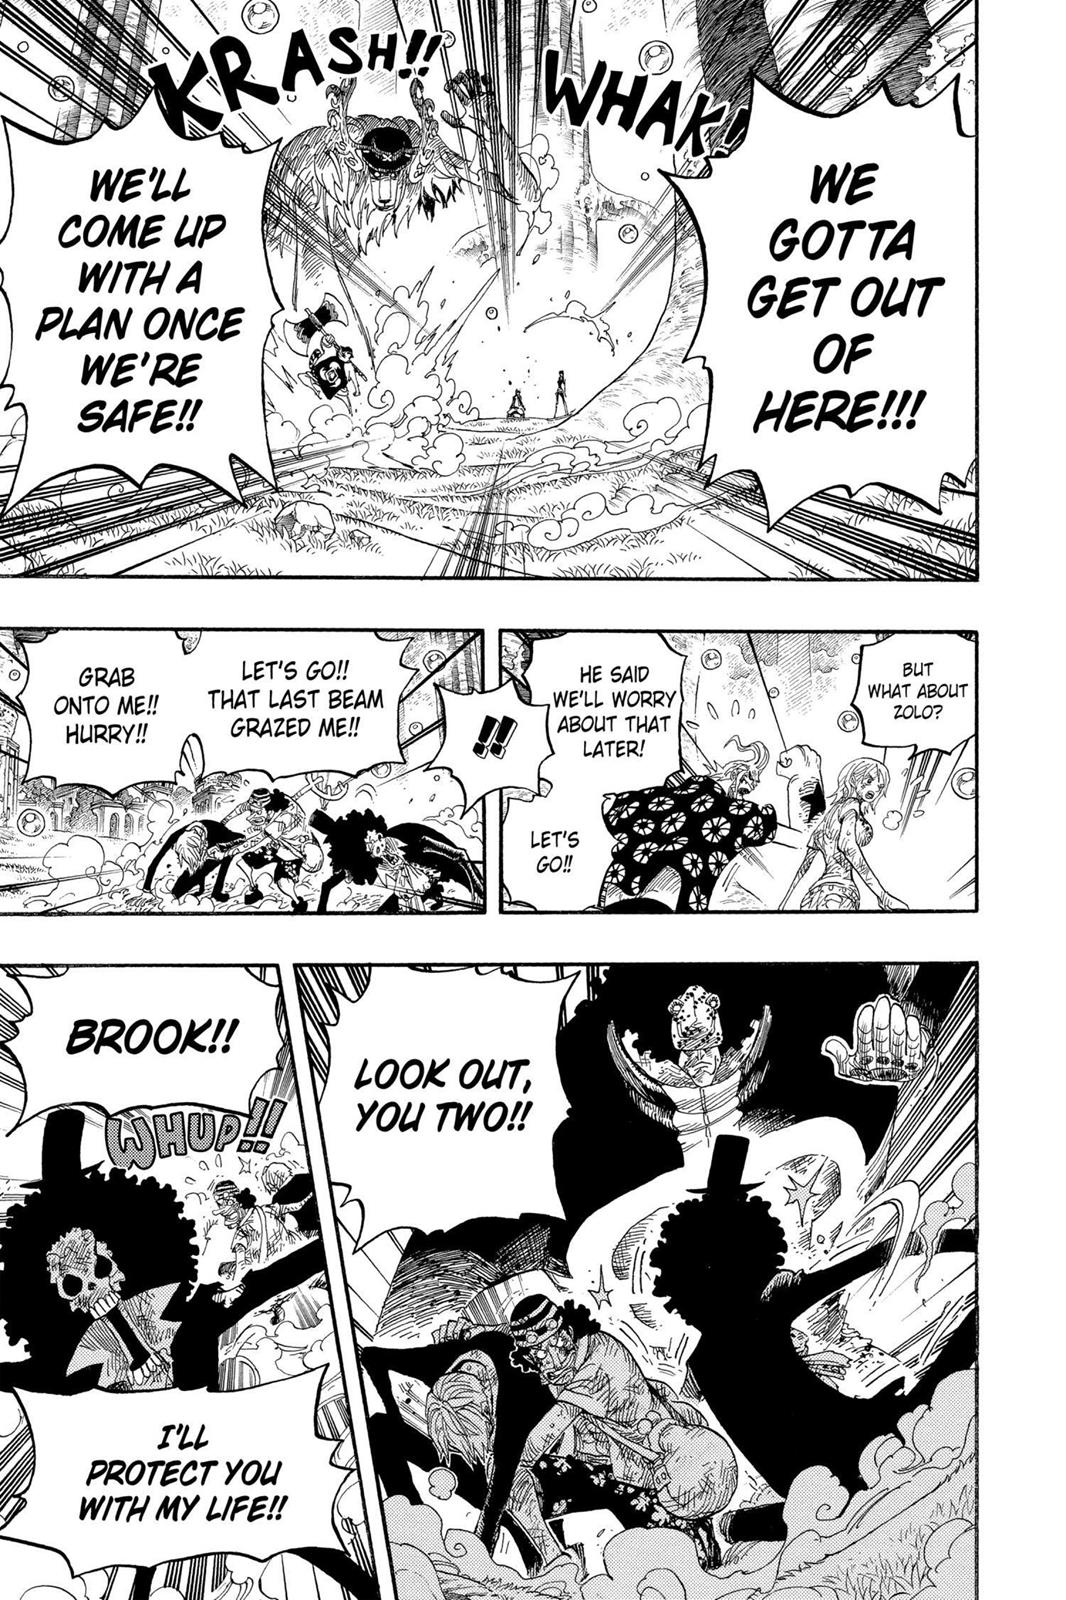 WHAK!
KRASH!!
WE
GOTTA
GET OUT
OF
HERE!!!
WE'LL
COME UP
WITH A
PLAN ONCE
WE'RE
SAFE!!
BUT
WHAT ABOUT
ZOLO?
HE SAID
WE'LL WORRY
ABOUT THAT
LATER!
LET'S
GO!!
!!
LET'S GO!!
THAT LAST BEAM
GRAZED ME!!
GRAB
ONTO ME!!
HURRY!!
LOOK OUT,
YOU TWO!!
BROOK!!
WHUP!!
I'LL
PROTECT YOU
WITH MY LIFE!!